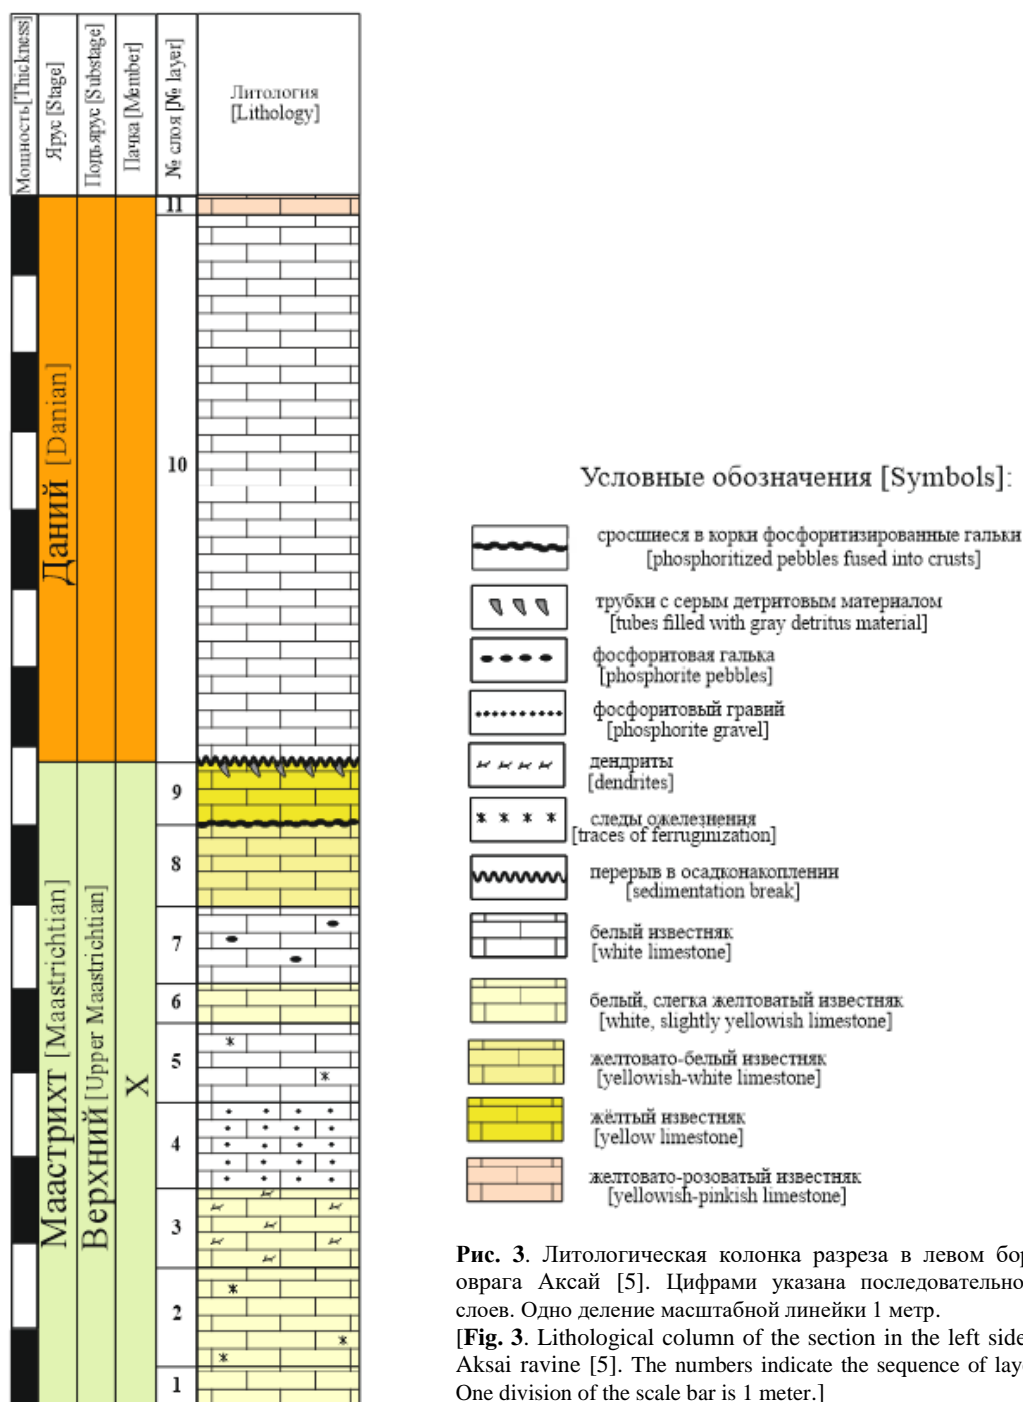 Мощность[Thickness]
Ярус [Stage]
Подъярус [Substage]
Пачка [Member]
№ слоя [№ layer]
Литология
[Lithology]
11
10
9
8
7
6
5
4
3
2
1
Даний [Danian]
Маастрихт [Maastrichtian]
Верхний [Upper Maastrichtian]
X
Условные обозначения [Symbols]:
сросшиеся в корки фосфоритизированные гальки
[phosphoritized pebbles fused into crusts]
трубки с серым детритовым материалом
[tubes filled with gray detritus material]
фосфоритовая галька
[phosphorite pebbles]
фосфоритовый гравий
[phosphorite gravel]
дендриты
[dendrites]
следы ожелезнения
[traces of ferruginization]
перерыв в осадконакоплении
[sedimentation break]
белый известняк
[white limestone]
белый, слегка желтоватый известняк
[white, slightly yellowish limestone]
желтовато-белый известняк
[yellowish-white limestone]
жёлтый известняк
[yellow limestone]
желтовато-розоватый известняк
[yellowish-pinkish limestone]
Рис. 3. Литологическая колонка разреза в левом бор
оврага Аксай [5]. Цифрами указана последовательно
слоев. Одно деление масштабной линейки 1 метр.
[Fig. 3. Lithological column of the section in the left side
Aksai ravine [5]. The numbers indicate the sequence of laye
One division of the scale bar is 1 meter.]